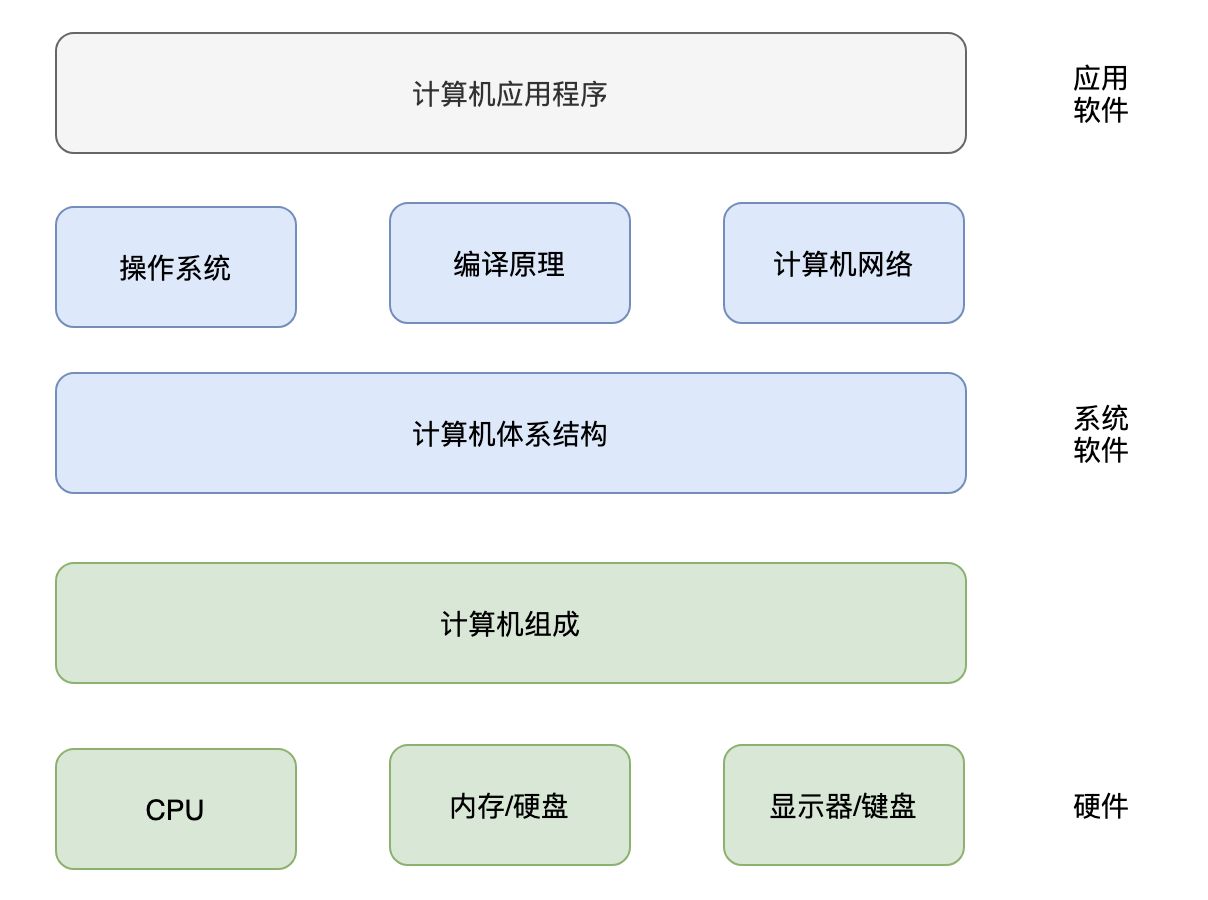 计算机应用程序
应用
软件
操作系统
编译原理
计算机网络
计算机体系结构
系统
软件
计算机组成
CPU
内存/硬盘
显示器/键盘
硬件